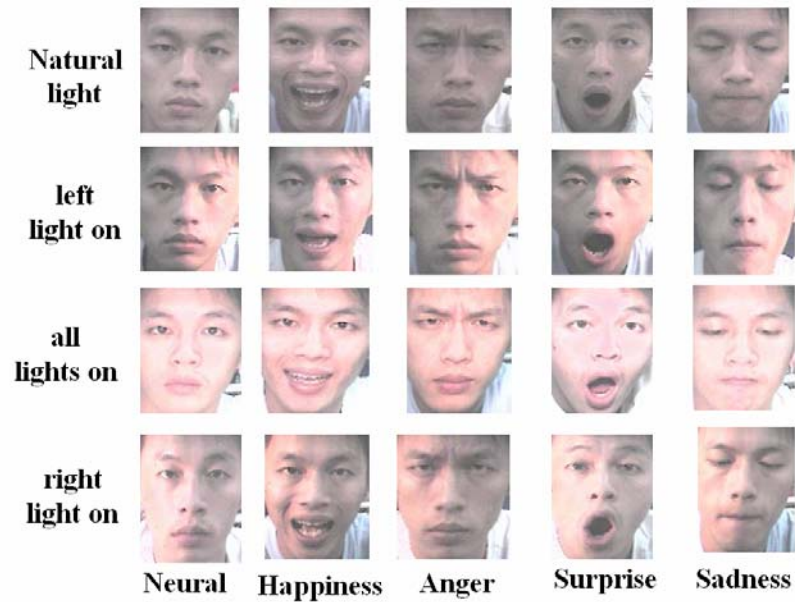 Natural
light
left
light on
all
lights on
right
light on
Neural Happiness Anger Surprise Sadness